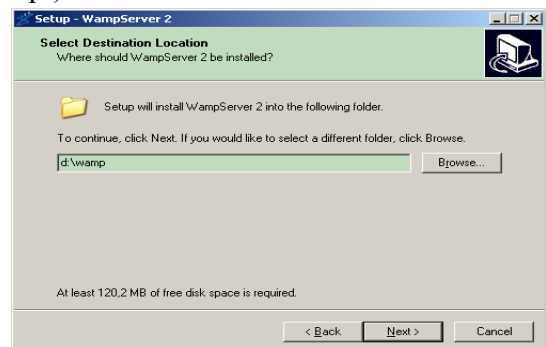 Setup - WampServer 2
Select Destination Location
Where should WampServer 2 be installed?
Setup will install WampServer 2 into the following folder.
To continue, click Next. If you would like to select a different folder, click Browse.
d:\wamp
Browse...
At least 120,2 MB of free disk space is required.
< Back
Next >
Cancel